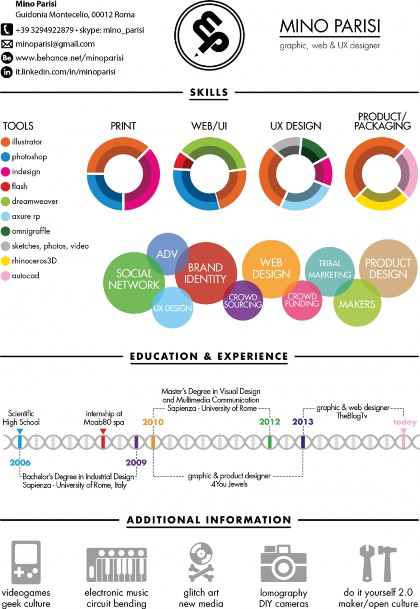 Mino Parisi
Guidonia Montecelio, 00012 Roma
+39 3294922879 • skype: mino_parisi
minoparisi@gmail.com
Be www.behance.net/minoparisi
in it.linkedin.com/in/minoparisi
mp
MINO PARISI
graphic, web & UX designer
SKILLS
TOOLS
illustrator
photoshop
indesign
flash
dreamweaver
axure rp
omnigraffle
sketches, photos, video
rhinoceros3D
autocad
PRINT
WEB/UI
UX DESIGN
PRODUCT/
PACKAGING
SOCIAL
NETWORK
ADV
UX DESIGN
BRAND
IDENTITY
CROWD
SOURCING
WEB
DESIGN
CROWD
FUNDING
TRIBAL
MARKETING
MAKERS
PRODUCT
DESIGN
EDUCATION & EXPERIENCE
Scientific
High School
2006
Bachelor's Degree in Industrial Design
Sapienza - University of Rome, Italy
internship at
Moab80 spa
2009
Master's Degree in Visual Design
and Multimedia Communication
Sapienza - University of Rome
2010
2012
graphic & product designer
4You Jewels
2013
graphic & web designer
TheBlogTv
today
ADDITIONAL INFORMATION
videogames
geek culture
electronic music
circuit bending
glitch art
new media
lomography
DIY cameras
do it yourself 2.0
maker/open culture